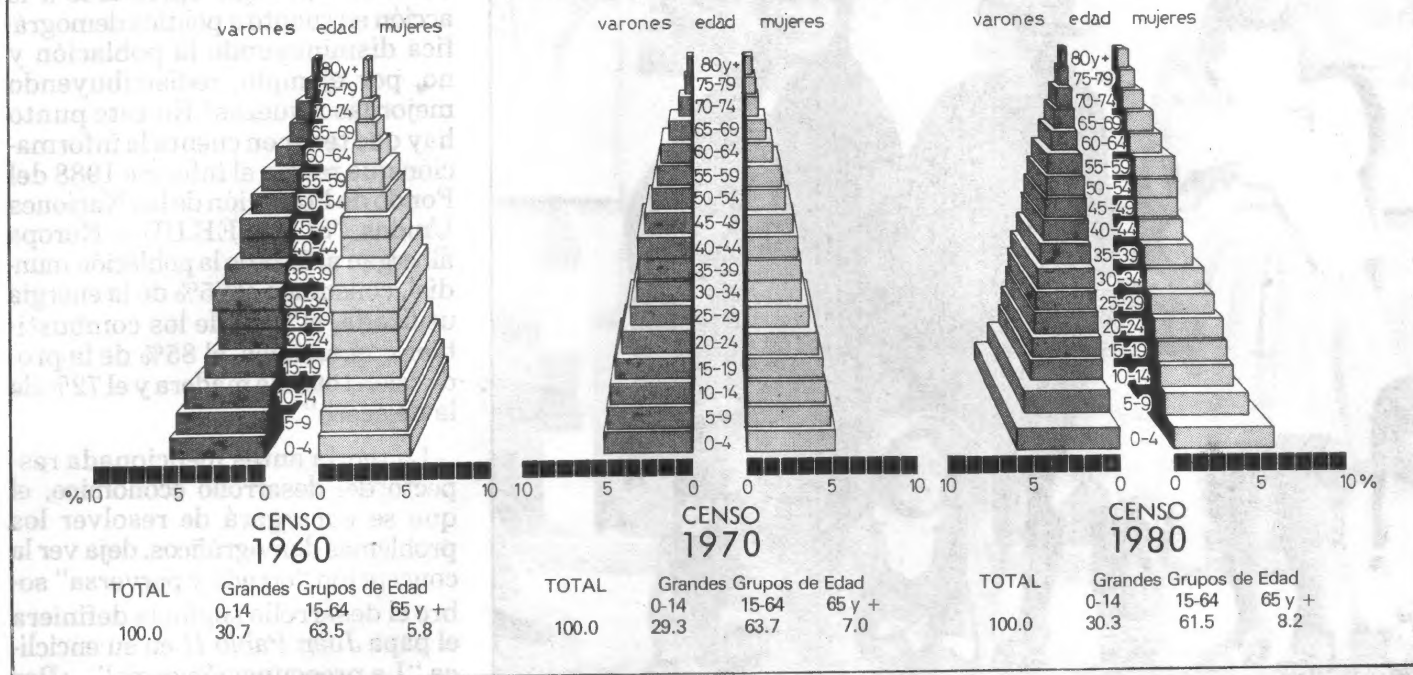 varones edad mujeres
80y+
75-79
70-74
65-69
60-64
55-59
50-54
45-49
40-44
35-39
30-34
25-29
20-24
15-19
10-14
5-9
0-4
%10 5 0 0 5 10
CENSO
1960
TOTAL Grandes Grupos de Edad
0-14 15-64 65 y +
100.0 30.7 63.5 5.8
varones edad mujeres
80y+
75-79
70-74
65-69
60-64
55-59
50-54
45-49
40-44
35-39
30-34
25-29
20-24
15-19
10-14
5-9
0-4
10 5 0 0 5 10
CENSO
1970
TOTAL Grandes Grupos de Edad
0-14 15-64 65 y +
100.0 29.3 63.7 7.0
varones edad mujeres
80y+
75-79
70-74
65-69
60-64
55-59
50-54
45-49
40-44
35-39
30-34
25-29
20-24
15-19
10-14
5-9
0-4
10 5 0 0 5 10%
CENSO
1980
TOTAL Grandes Grupos de Edad
0-14 15-64 65 y +
100.0 30.3 61.5 8.2